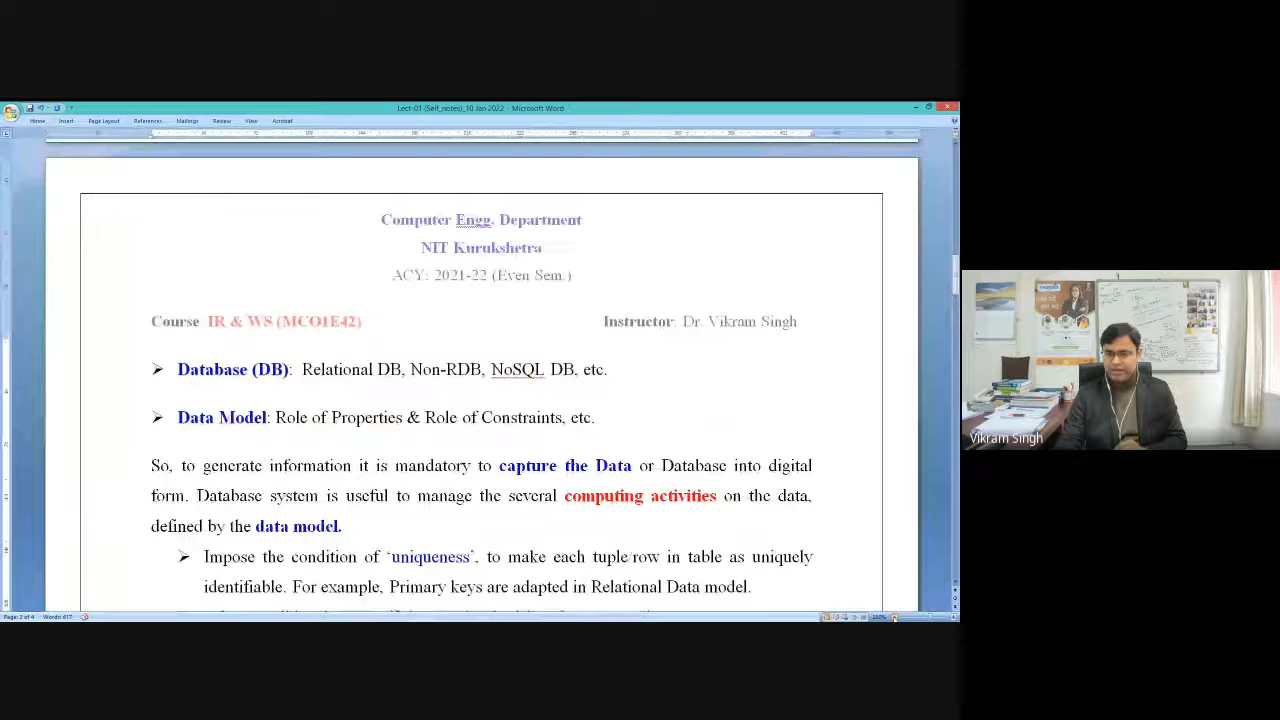 Lect-01 (Self_notes)_10 Jan 2022 - Microsoft Word
Home Insert Page Layout References Mailings Review View Acrobat
Computer Engg. Department
NIT Kurukshetra
ACY: 2021-22 (Even Sem.)
Course IR & WS (MCO1E42) Instructor: Dr. Vikram Singh
➢ Database (DB): Relational DB, Non-RDB, NoSQL DB, etc.
➢ Data Model: Role of Properties & Role of Constraints, etc.
So, to generate information it is mandatory to capture the Data or Database into digital
form. Database system is useful to manage the several computing activities on the data,
defined by the data model.
➢ Impose the condition of ‘uniqueness’, to make each tuple/row in table as uniquely
identifiable. For example, Primary keys are adapted in Relational Data model.
Page: 2 of 4 Words: 617
Vikram Singh